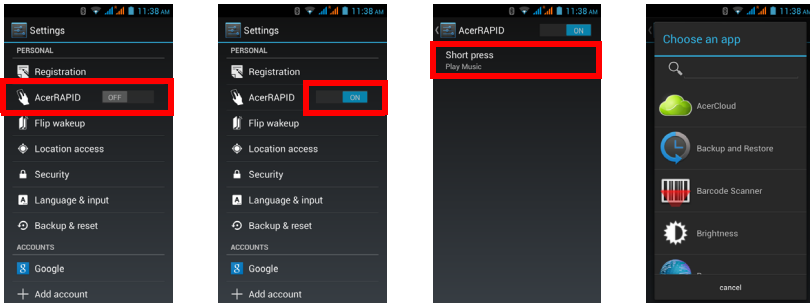 11:38 AM
Settings
PERSONAL
Registration
AcerRAPID OFF
Flip wakeup
Location access
Security
A Language & input
Backup & reset
ACCOUNTS
8 Google
+ Add account
11:38 AM
Settings
PERSONAL
Registration
AcerRAPID ON
Flip wakeup
Location access
Security
A Language & input
Backup & reset
ACCOUNTS
8 Google
+ Add account
11:38 AM
AcerRAPID ON
Short press
Play Music
11:38 AM
Choose an app
AcerCloud
Backup and Restore
Barcode Scanner
Brightness
cancel